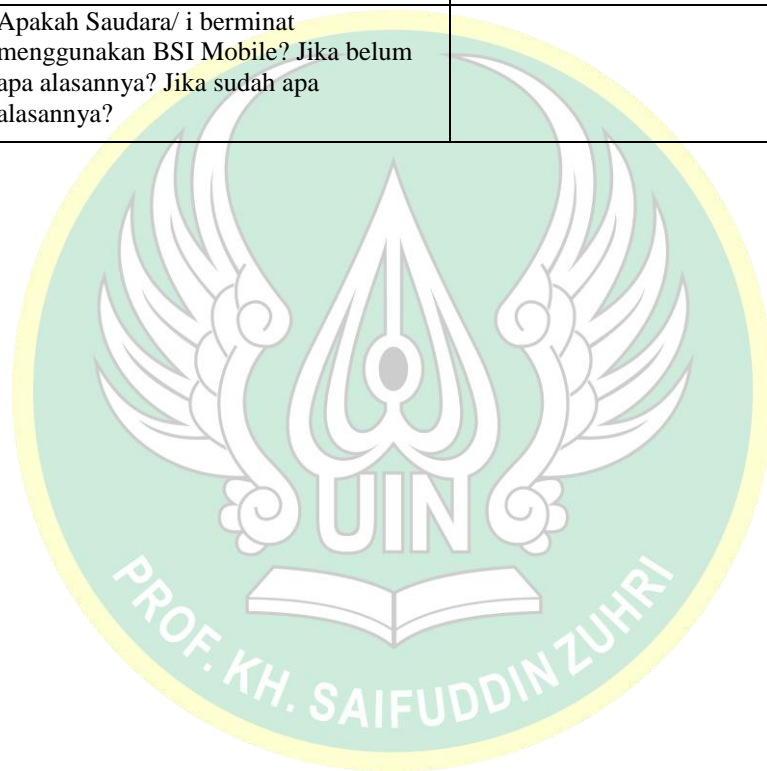 Apakah Saudara/ i berminat
menggunakan BSI Mobile? Jika belum
apa alasannya? Jika sudah apa
alasannya?
UIN
PROF. KH. SAIFUDDIN ZUHRI